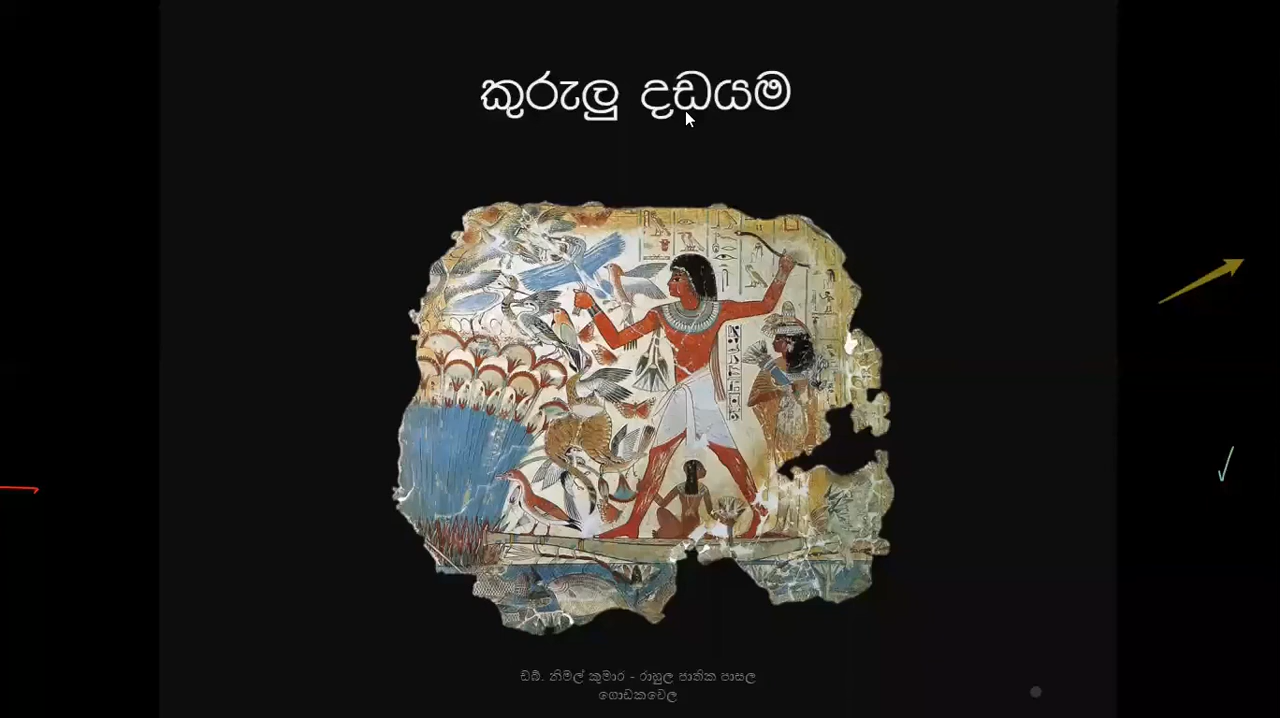 කුරුලු දඩයම
ඩබ්. නිමල් කුමාර - රාහුල ජාතික පාසල
ගොඩකවෙල